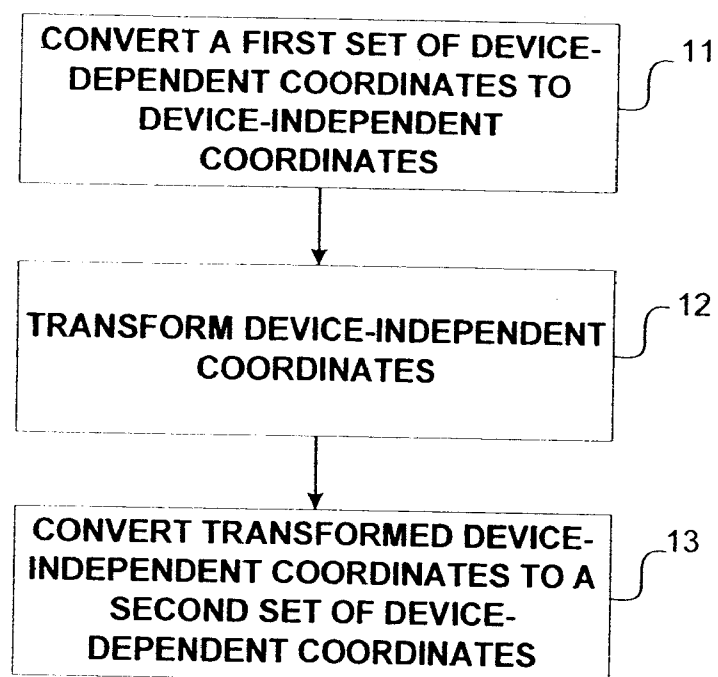 CONVERT A FIRST SET OF DEVICE-
DEPENDENT COORDINATES TO
DEVICE-INDEPENDENT
COORDINATES
11
TRANSFORM DEVICE-INDEPENDENT
COORDINATES
12
CONVERT TRANSFORMED DEVICE-
INDEPENDENT COORDINATES TO A
SECOND SET OF DEVICE-
DEPENDENT COORDINATES
13